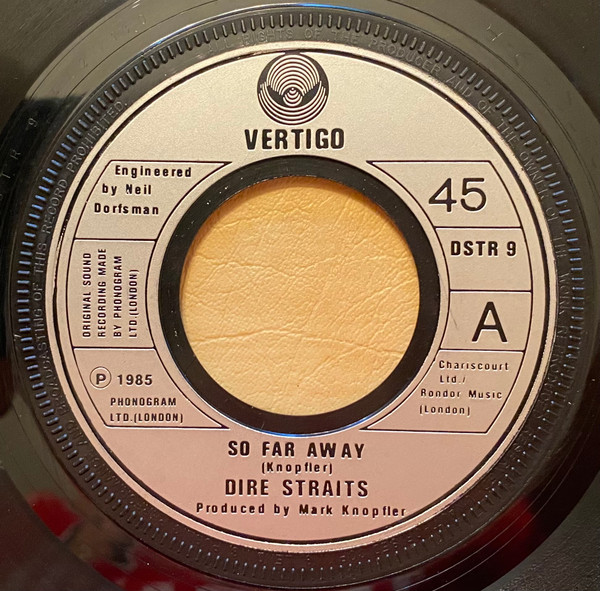 VERTIGO
Engineered
by Neil
Dorfsman
45
DSTR 9
ORIGINAL SOUND
RECORDING MADE
BY PHONOGRAM
LTD.(LONDON)
A
Ⓟ 1985
PHONOGRAM
LTD.(LONDON)
Chariscourt
Ltd./
Rondor Music
(London)
SO FAR AWAY
(Knopfler)
DIRE STRAITS
Produced by Mark Knopfler